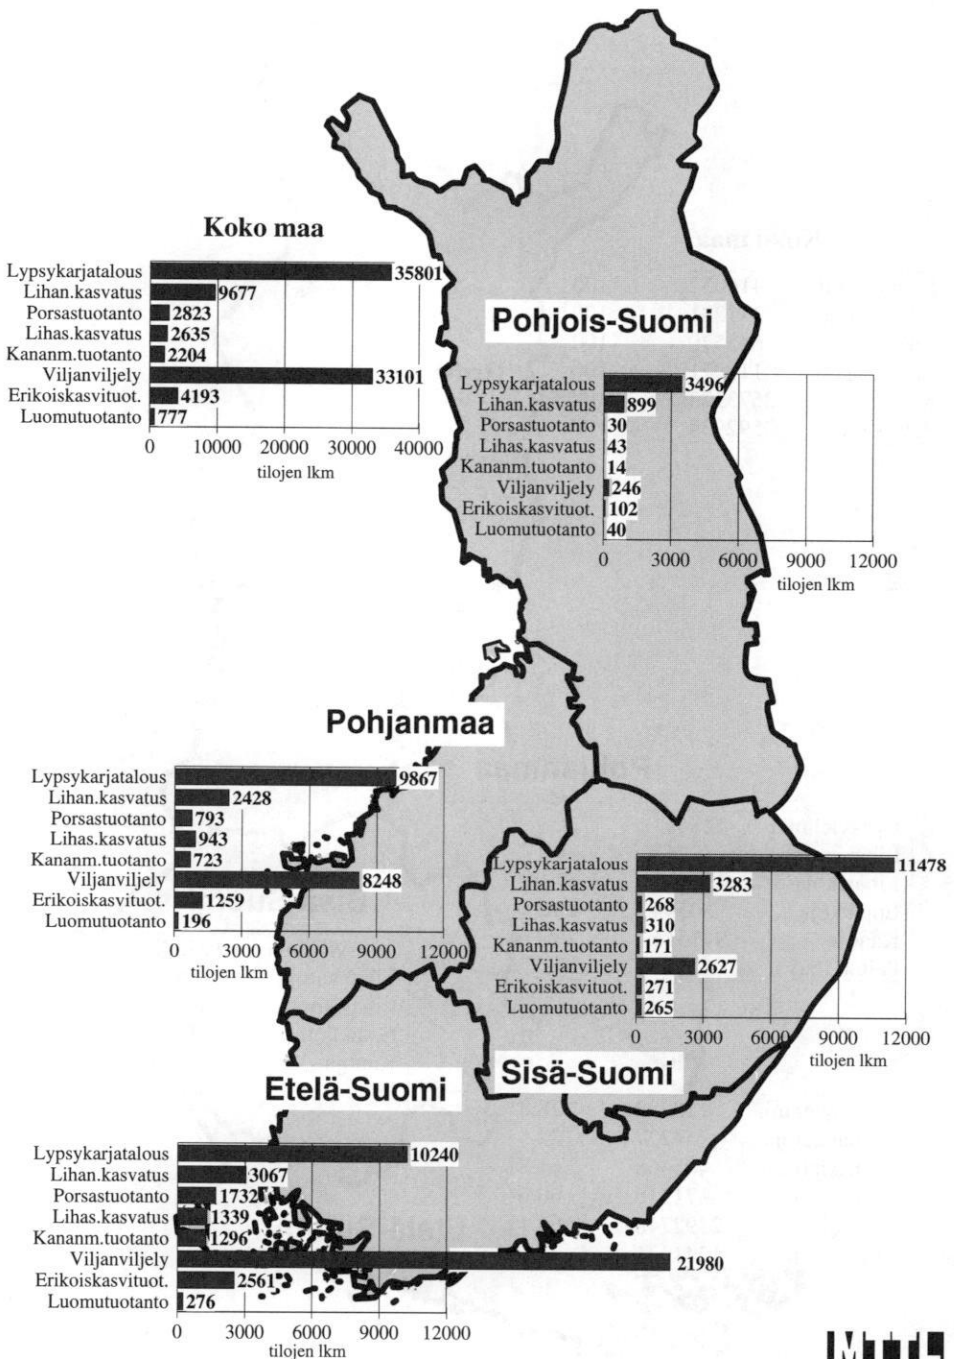 Koko maa
Lypsykarjatalous 35801
Lihan.kasvatus 9677
Porsastuotanto 2823
Lihas.kasvatus 2635
Kananm.tuotanto 2204
Viljanviljely 33101
Erikoiskasvituot. 4193
Luomutuotanto 777
0 10000 20000 30000 40000
tilojen lkm
Pohjois-Suomi
Lypsykarjatalous 3496
Lihan.kasvatus 899
Porsastuotanto 30
Lihas.kasvatus 43
Kananm.tuotanto 14
Viljanviljely 246
Erikoiskasvituot. 102
Luomutuotanto 40
0 3000 6000 9000 12000
tilojen lkm
Pohjanmaa
Lypsykarjatalous 9867
Lihan.kasvatus 2428
Porsastuotanto 793
Lihas.kasvatus 943
Kananm.tuotanto 723
Viljanviljely 8248
Erikoiskasvituot. 1259
Luomutuotanto 196
0 3000 6000 9000 12000
tilojen lkm
Lypsykarjatalous 11478
Lihan.kasvatus 3283
Porsastuotanto 268
Lihas.kasvatus 310
Kananm.tuotanto 171
Viljanviljely 2627
Erikoiskasvituot. 271
Luomutuotanto 265
0 3000 6000 9000 12000
tilojen lkm
Sisä-Suomi
Etelä-Suomi
Lypsykarjatalous 10240
Lihan.kasvatus 3067
Porsastuotanto 1732
Lihas.kasvatus 1339
Kananm.tuotanto 1296
Viljanviljely 21980
Erikoiskasvituot. 2561
Luomutuotanto 276
0 3000 6000 9000 12000
tilojen lkm
MTTL